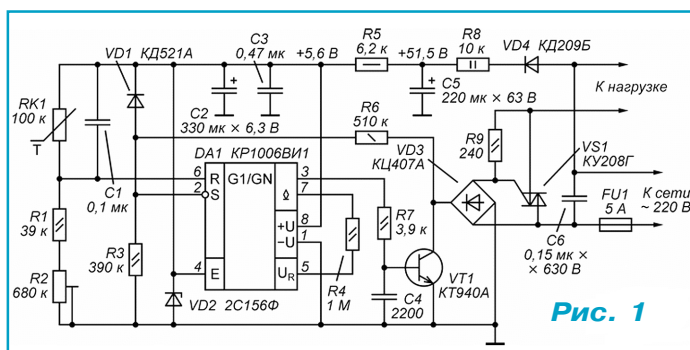 VD1 КД521А
C3
0,47 мк
+5,6 В
R5
6,2 к
+51,5 В
R8
10 к
VD4 КД209Б
К нагрузке
RK1
100 к
T
C2
330 мк × 6,3 В
C5
220 мк × 63 В
R6
510 к
VD3
КЦ407А
R9
240
VS1
КУ208Г
C1
0,1 мк
DA1 КР1006ВИ1
6 R G1/GN 3
2 S 7
+U 8
−U 1
4 E UR 5
R1
39 к
R2
680 к
R3
390 к
R7
3,9 к
R4
1 М
VD2 2С156Ф
C4
2200
VT1
КТ940А
C6
0,15 мк ×
× 630 В
FU1
5 А
К сети
~ 220 В
Рис. 1